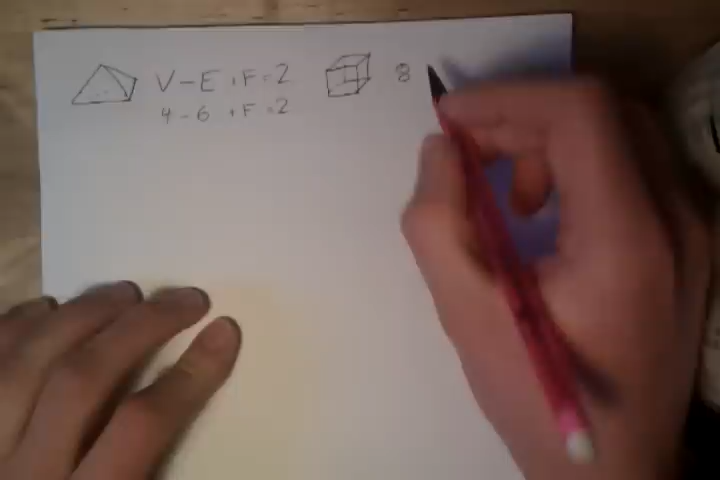 V - E + F = 2
8
4 - 6 + F = 2